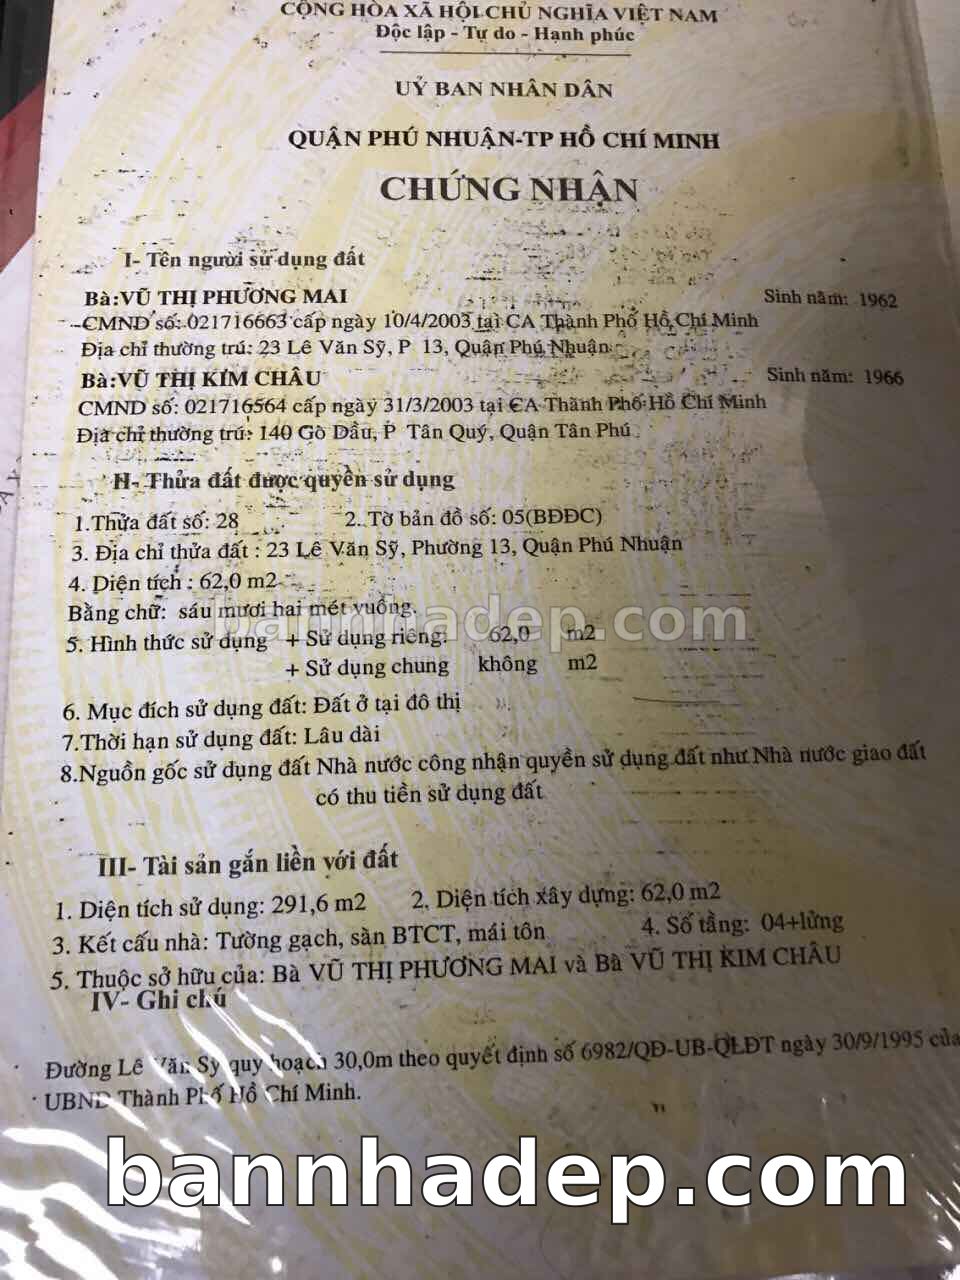 CỘNG HÒA XÃ HỘI CHỦ NGHĨA VIỆT NAM
Độc lập - Tự do - Hạnh phúc
UỶ BAN NHÂN DÂN
QUẬN PHÚ NHUẬN-TP HỒ CHÍ MINH
CHỨNG NHẬN
I- Tên người sử dụng đất
Bà:VŨ THỊ PHƯƠNG MAI Sinh năm: 1962
CMND số: 021716663 cấp ngày 10/4/2003 tại CA Thành Phố Hồ Chí Minh
Địa chỉ thường trú: 23 Lê Văn Sỹ, P 13, Quận Phú Nhuận
Bà:VŨ THỊ KIM CHÂU Sinh năm: 1966
CMND số: 021716564 cấp ngày 31/3/2003 tại CA Thành Phố Hồ Chí Minh
Địa chỉ thường trú: 140 Gò Dầu, P Tân Quý, Quận Tân Phú
II- Thửa đất được quyền sử dụng
1.Thửa đất số: 28 2. Tờ bản đồ số: 05(BĐĐC)
3. Địa chỉ thửa đất : 23 Lê Văn Sỹ, Phường 13, Quận Phú Nhuận
4. Diện tích : 62,0 m2
Bằng chữ: sáu mươi hai mét vuông.
bannhadep.com
5. Hình thức sử dụng + Sử dụng riêng: 62,0 m2
+ Sử dụng chung không m2
6. Mục đích sử dụng đất: Đất ở tại đô thị
7.Thời hạn sử dụng đất: Lâu dài
8.Nguồn gốc sử dụng đất Nhà nước công nhận quyền sử dụng đất như Nhà nước giao đất
có thu tiền sử dụng đất
III- Tài sản gắn liền với đất
1. Diện tích sử dụng: 291,6 m2 2. Diện tích xây dựng: 62,0 m2
3. Kết cấu nhà: Tường gạch, sàn BTCT, mái tôn 4. Số tầng: 04+lửng
5. Thuộc sở hữu của: Bà VŨ THỊ PHƯƠNG MAI và Bà VŨ THỊ KIM CHÂU
IV- Ghi chú
Đường Lê Văn Sỹ quy hoạch 30,0m theo quyết định số 6982/QĐ-UB-QLĐT ngày 30/9/1995 của
UBND Thành Phố Hồ Chí Minh.
bannhadep.com